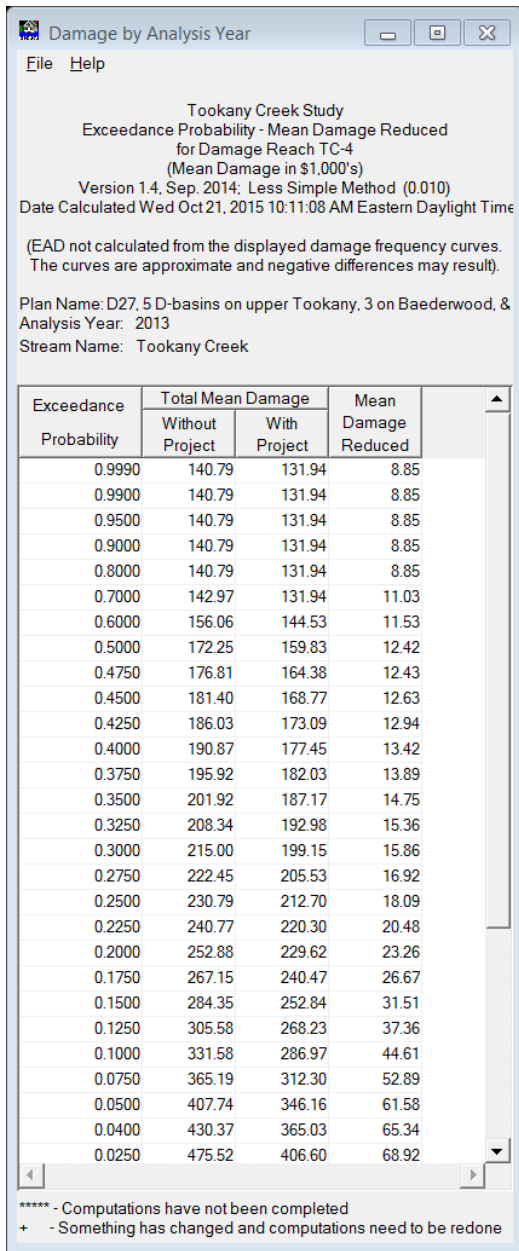 Damage by Analysis Year
File Help
Tookany Creek Study
Exceedance Probability - Mean Damage Reduced
for Damage Reach TC-4
(Mean Damage in $1,000's)
Version 1.4, Sep. 2014; Less Simple Method (0.010)
Date Calculated Wed Oct 21, 2015 10:11:08 AM Eastern Daylight Time
(EAD not calculated from the displayed damage frequency curves.
The curves are approximate and negative differences may result).
Plan Name: D27, 5 D-basins on upper Tookany, 3 on Baederwood, &
Analysis Year: 2013
Stream Name: Tookany Creek
Exceedance Probability Total Mean Damage Mean Damage Reduced
Without Project With Project
0.9990 140.79 131.94 8.85
0.9900 140.79 131.94 8.85
0.9500 140.79 131.94 8.85
0.9000 140.79 131.94 8.85
0.8000 140.79 131.94 8.85
0.7000 142.97 131.94 11.03
0.6000 156.06 144.53 11.53
0.5000 172.25 159.83 12.42
0.4750 176.81 164.38 12.43
0.4500 181.40 168.77 12.63
0.4250 186.03 173.09 12.94
0.4000 190.87 177.45 13.42
0.3750 195.92 182.03 13.89
0.3500 201.92 187.17 14.75
0.3250 208.34 192.98 15.36
0.3000 215.00 199.15 15.86
0.2750 222.45 205.53 16.92
0.2500 230.79 212.70 18.09
0.2250 240.77 220.30 20.48
0.2000 252.88 229.62 23.26
0.1750 267.15 240.47 26.67
0.1500 284.35 252.84 31.51
0.1250 305.58 268.23 37.36
0.1000 331.58 286.97 44.61
0.0750 365.19 312.30 52.89
0.0500 407.74 346.16 61.58
0.0400 430.37 365.03 65.34
0.0250 475.52 406.60 68.92
***** - Computations have not been completed
+ - Something has changed and computations need to be redone